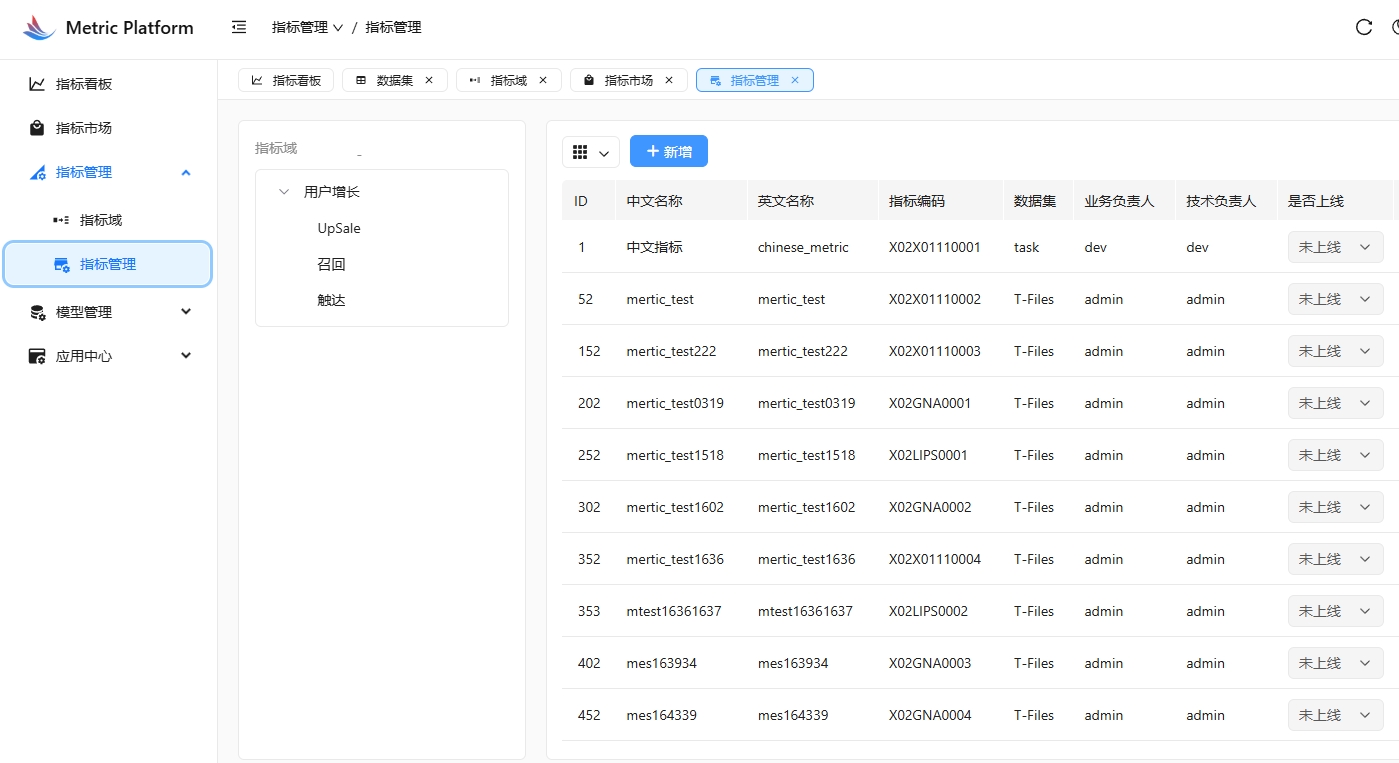 Metric Platform
指标管理 / 指标管理
指标看板
指标市场
指标管理
指标域
指标管理
模型管理
应用中心
指标看板 数据集 指标域 指标市场 指标管理
指标域
用户增长
UpSale
召回
触达
新增
ID 中文名称 英文名称 指标编码 数据集 业务负责人 技术负责人 是否上线
1 中文指标 chinese_metric X02X01110001 task dev dev 未上线
52 mertic_test mertic_test X02X01110002 T-Files admin admin 未上线
152 mertic_test222 mertic_test222 X02X01110003 T-Files admin admin 未上线
202 mertic_test0319 mertic_test0319 X02GNA0001 T-Files admin admin 未上线
252 mertic_test1518 mertic_test1518 X02LIPS0001 T-Files admin admin 未上线
302 mertic_test1602 mertic_test1602 X02GNA0002 T-Files admin admin 未上线
352 mertic_test1636 mertic_test1636 X02X01110004 T-Files admin admin 未上线
353 mtest16361637 mtest16361637 X02LIPS0002 T-Files admin admin 未上线
402 mes163934 mes163934 X02GNA0003 T-Files admin admin 未上线
452 mes164339 mes164339 X02GNA0004 T-Files admin admin 未上线